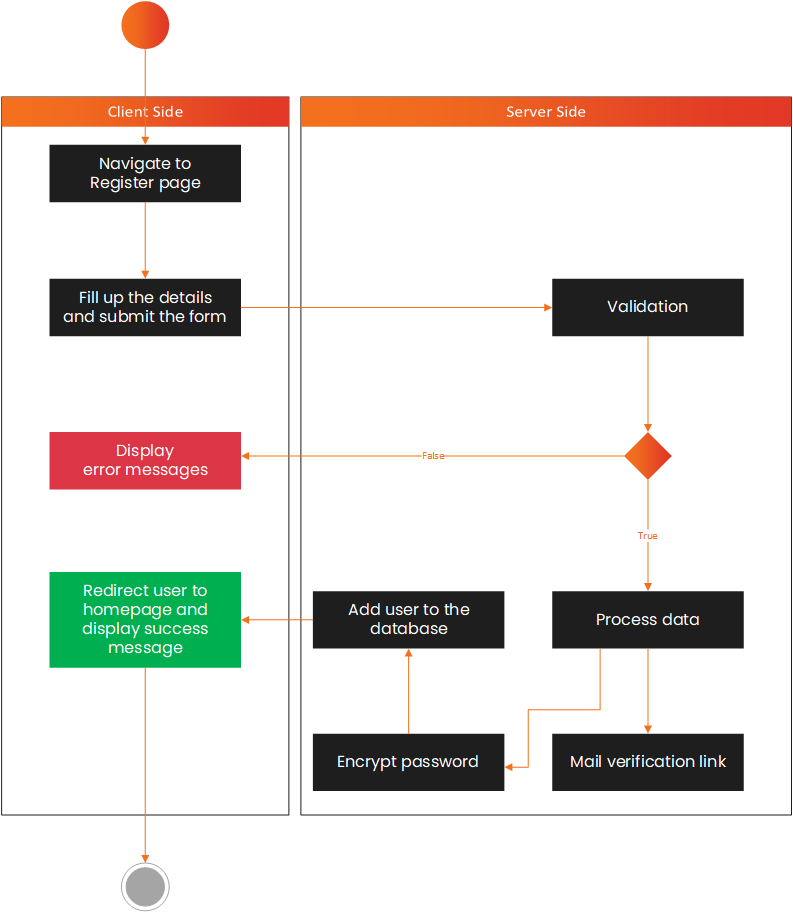 Client Side
Server Side
Navigate to
Register page
Fill up the details
and submit the form
Validation
Display
error messages
False
True
Redirect user to
homepage and
display success
message
Add user to the
database
Process data
Encrypt password
Mail verification link